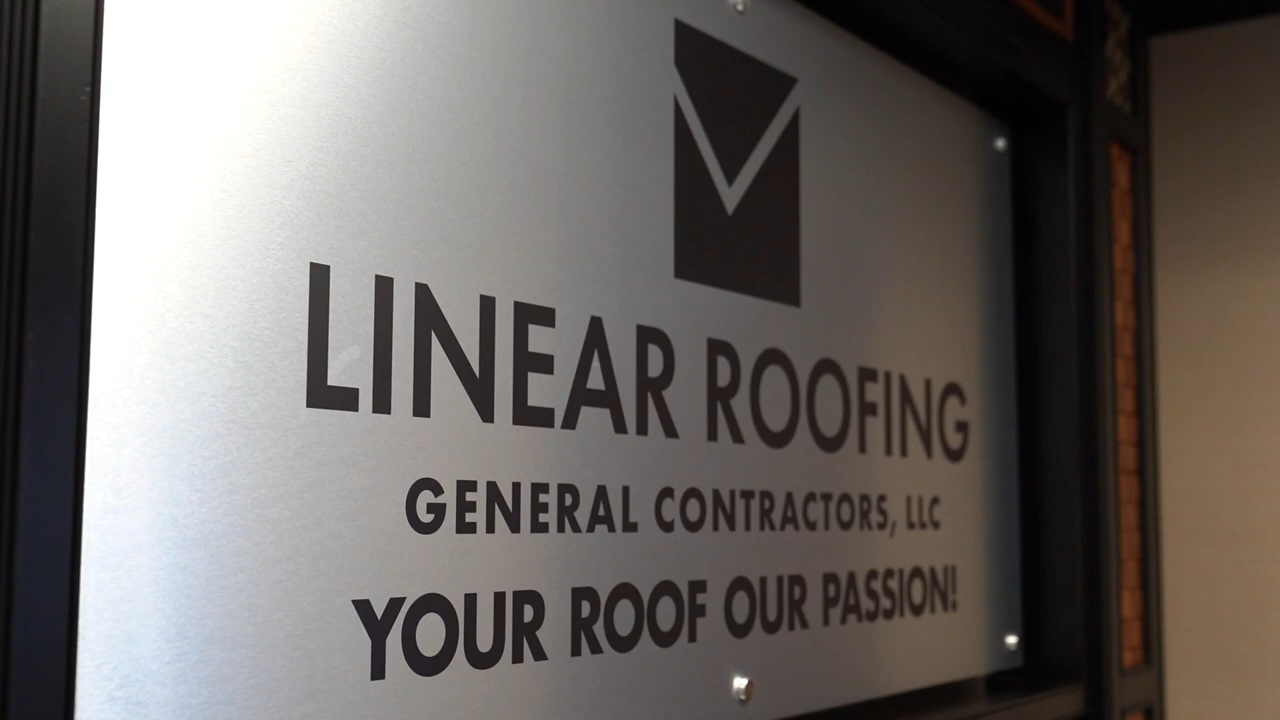 LINEAR ROOFING
GENERAL CONTRACTORS, LLC
YOUR ROOF OUR PASSION!